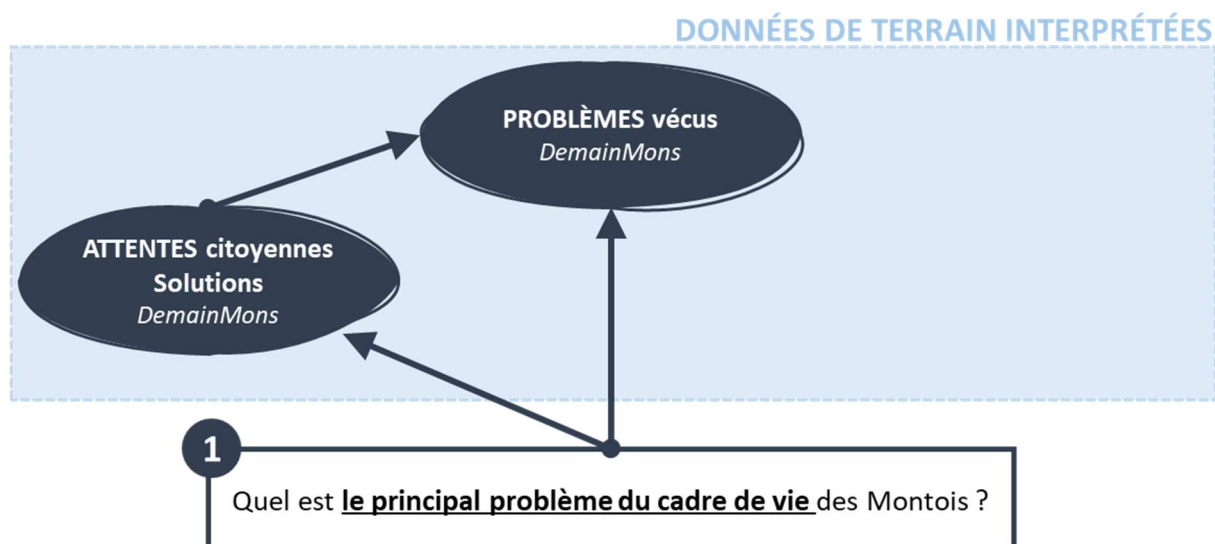 DONNÉES DE TERRAIN INTERPRÉTÉES
PROBLÈMES vécus
DemainMons
ATTENTES citoyennes
Solutions
DemainMons
1
Quel est le principal problème du cadre de vie des Montois ?